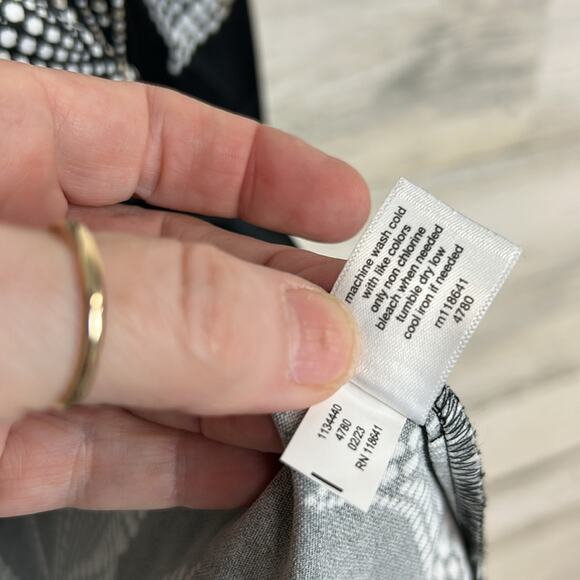 machine wash cold
with like colors
only non chlorine
bleach when needed
tumble dry low
cool iron if needed
rn118641
4780
1134440
4780
02/23
RN 118641